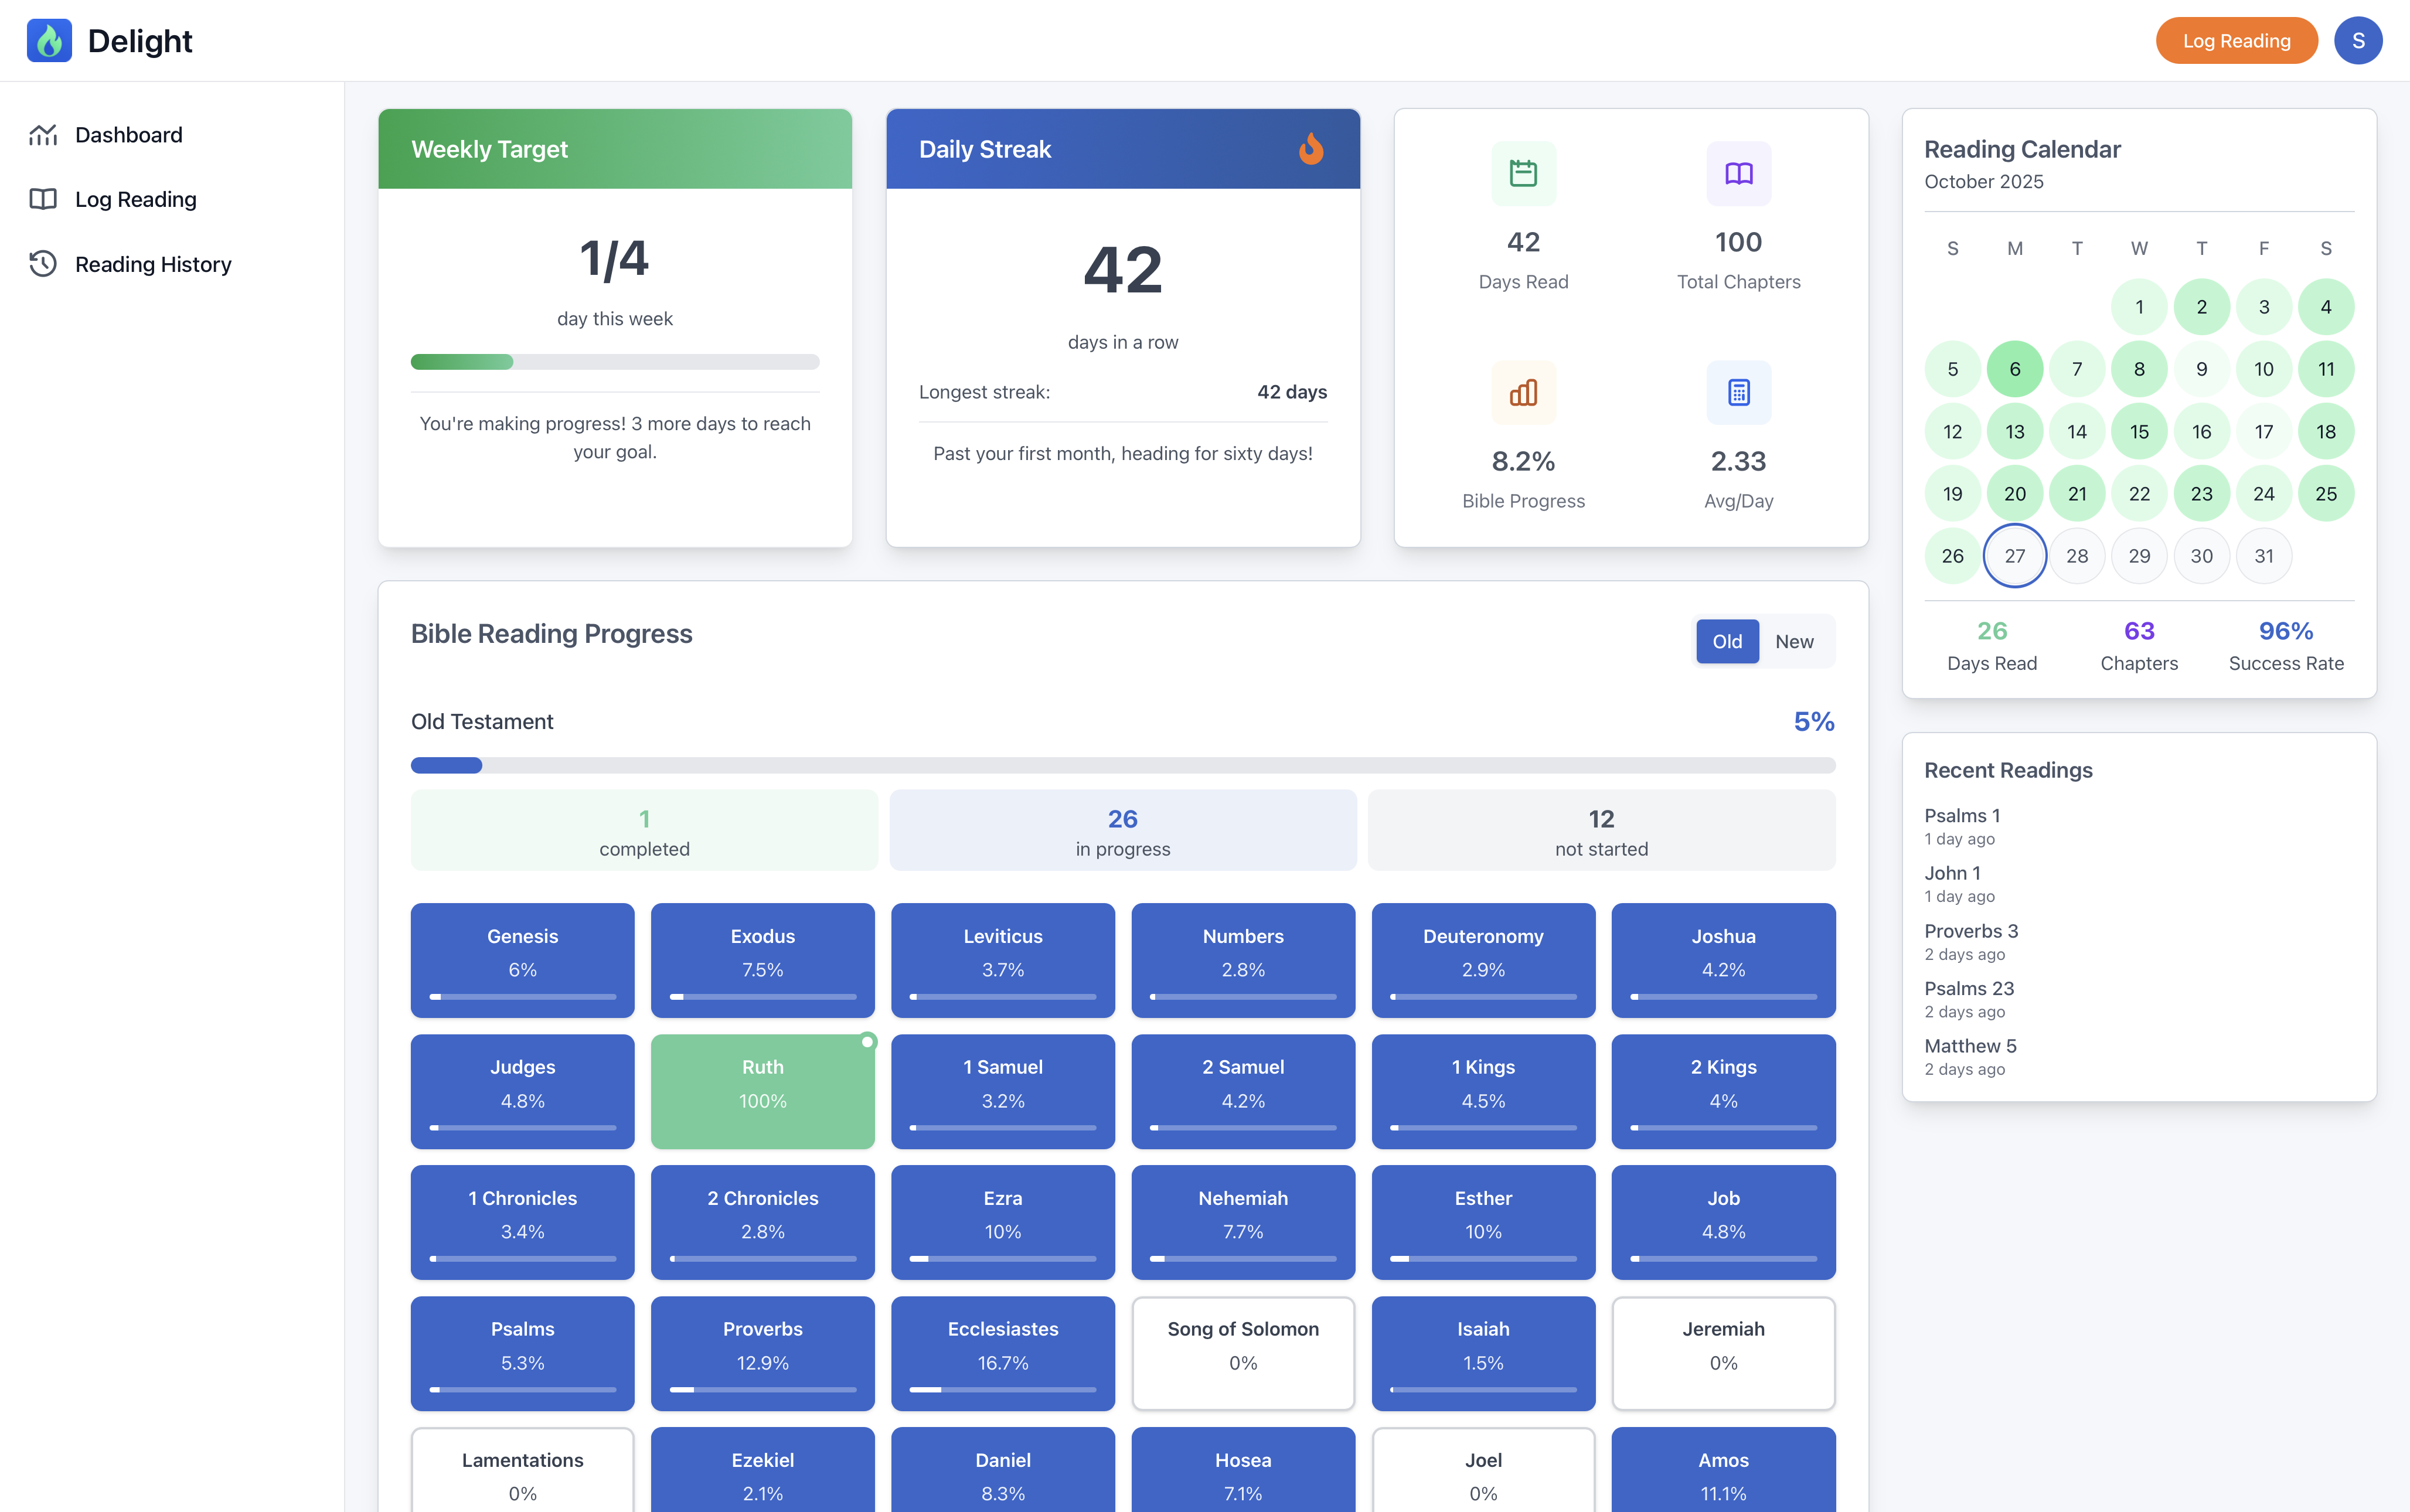 Delight
Log Reading
S
Dashboard
Log Reading
Reading History
Weekly Target
1/4
day this week
You're making progress! 3 more days to reach
your goal.
Daily Streak
42
days in a row
Longest streak: 42 days
Past your first month, heading for sixty days!
42 100
Days Read Total Chapters
8.2% 2.33
Bible Progress Avg/Day
Reading Calendar
October 2025
S M T W T F S
1 2 3 4
5 6 7 8 9 10 11
12 13 14 15 16 17 18
19 20 21 22 23 24 25
26 27 28 29 30 31
26 63 96%
Days Read Chapters Success Rate
Bible Reading Progress
Old New
Old Testament 5%
1 26 12
completed in progress not started
Genesis Exodus Leviticus Numbers Deuteronomy Joshua
6% 7.5% 3.7% 2.8% 2.9% 4.2%
Judges Ruth 1 Samuel 2 Samuel 1 Kings 2 Kings
4.8% 100% 3.2% 4.2% 4.5% 4%
1 Chronicles 2 Chronicles Ezra Nehemiah Esther Job
3.4% 2.8% 10% 7.7% 10% 4.8%
Psalms Proverbs Ecclesiastes Song of Solomon Isaiah Jeremiah
5.3% 12.9% 16.7% 0% 1.5% 0%
Lamentations Ezekiel Daniel Hosea Joel Amos
0% 2.1% 8.3% 7.1% 0% 11.1%
Recent Readings
Psalms 1
1 day ago
John 1
1 day ago
Proverbs 3
2 days ago
Psalms 23
2 days ago
Matthew 5
2 days ago